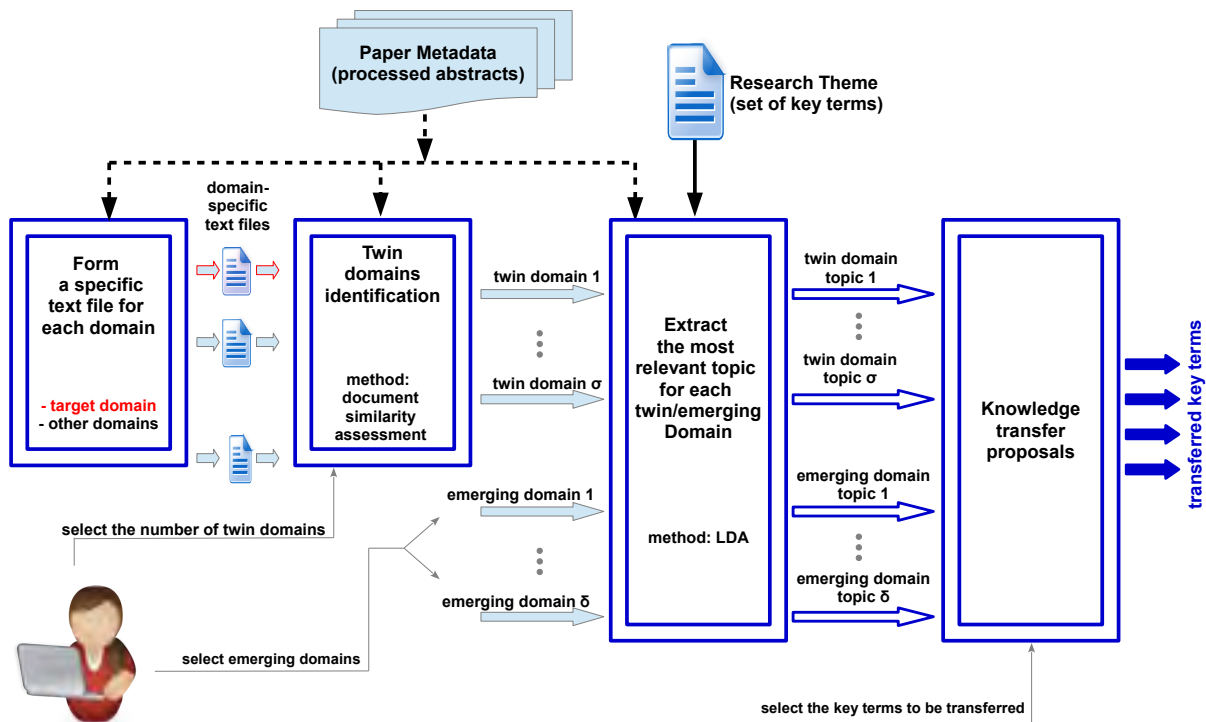 Paper Metadata
(processed abstracts)
Research Theme
(set of key terms)
domain-
specific
text files
Form
a specific
text file for
each domain
- target domain
- other domains
Twin
domains
identification
method:
document
similarity
assessment
twin domain 1
twin domain σ
emerging domain 1
emerging domain δ
Extract
the most
relevant topic
for each
twin/emerging
Domain
method: LDA
twin domain
topic 1
twin domain
topic σ
emerging domain
topic 1
emerging domain
topic δ
Knowledge
transfer
proposals
transferred key terms
select the number of twin domains
select emerging domains
select the key terms to be transferred